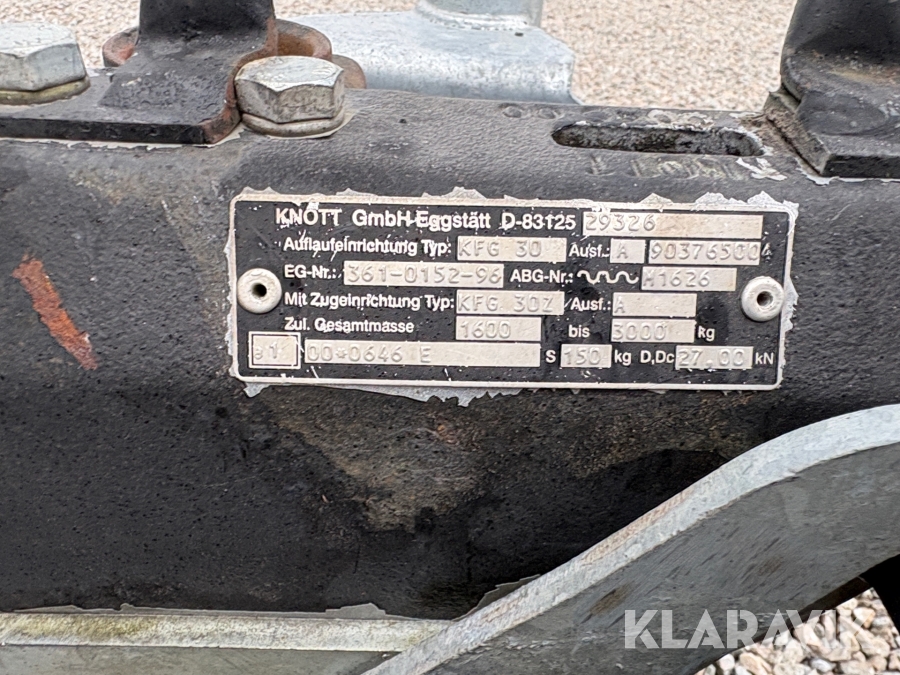 KNOTT GmbH Eggstätt D-83125 29326
Auflaufeinrichtung Typ: KFG 30 Ausf.: A 90376500
EG-Nr.: 361-0152-96 ABG-Nr.: M1626
Mit Zugeinrichtung Typ: KFG 30Z Ausf.: A
Zul. Gesamtmasse 1600 bis 3000 kg
e1 00*0646 E S 150 kg D,Dc 27.00 kN
KLARAVIK